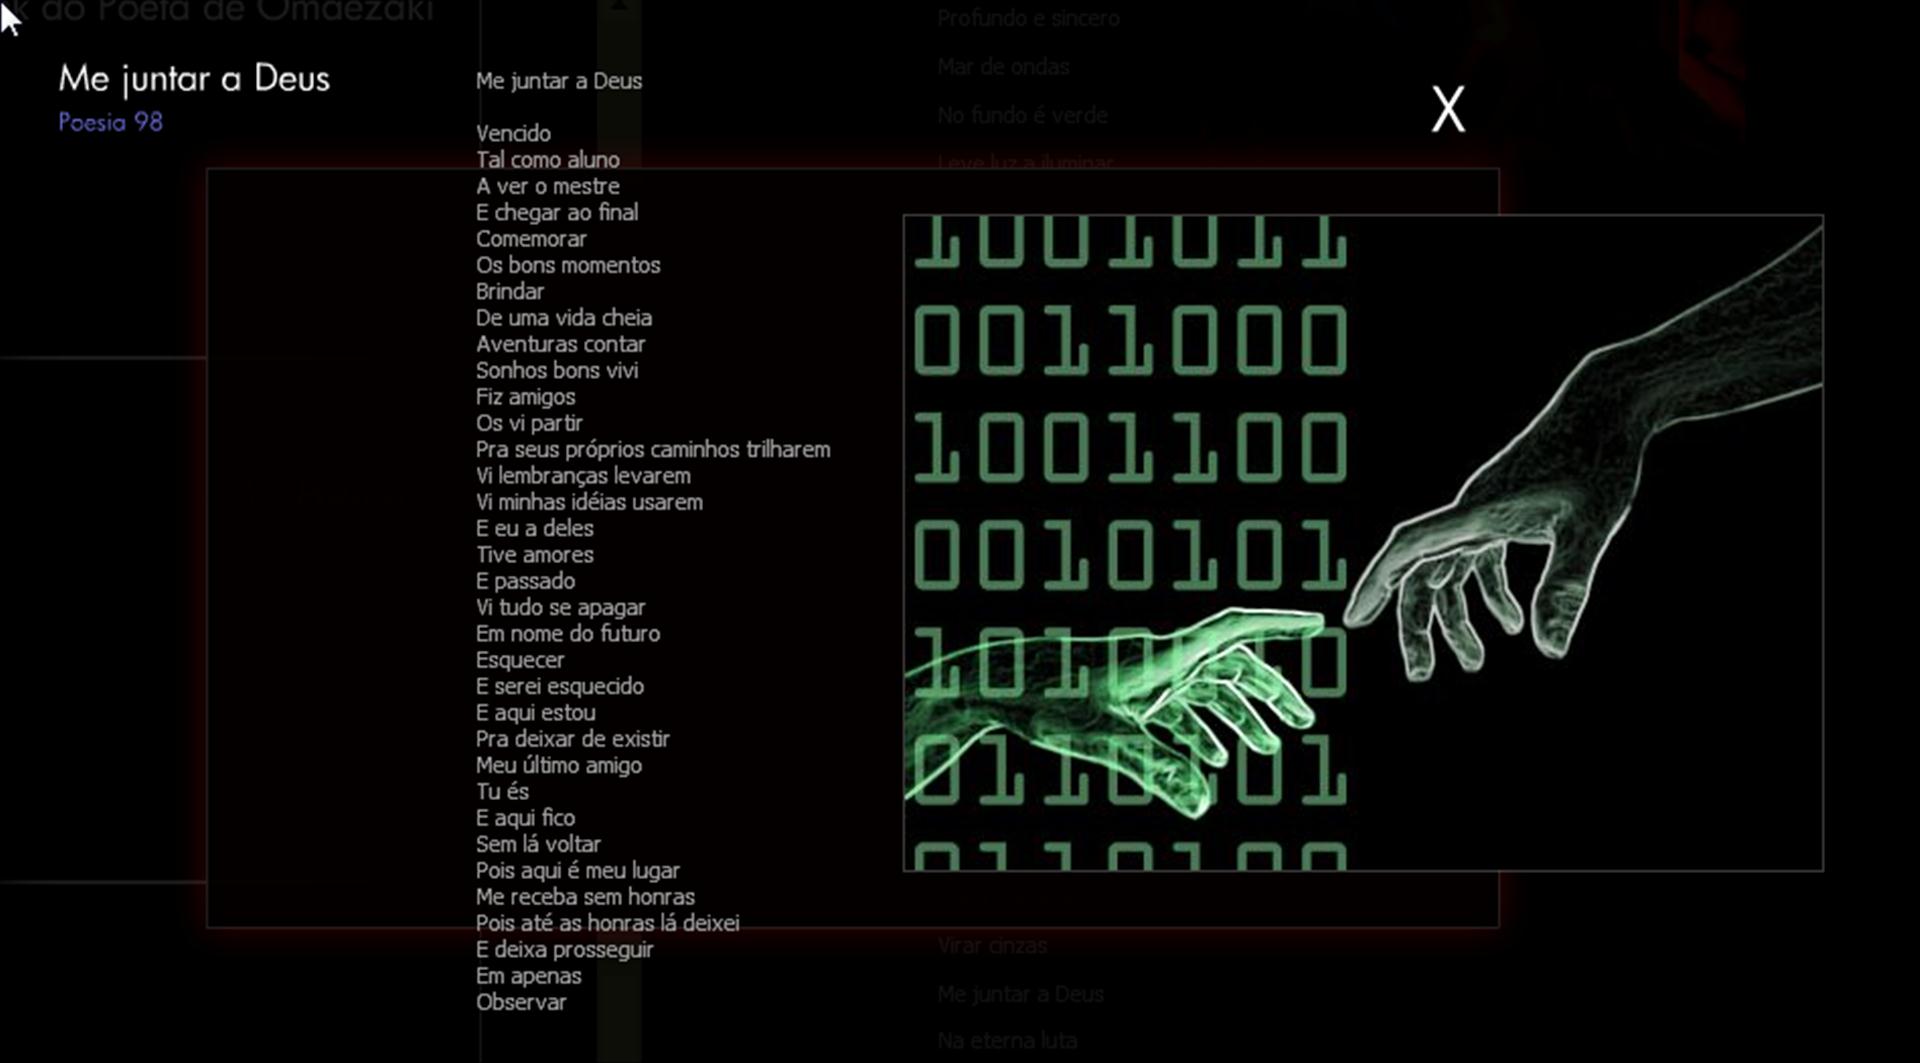 do Poeta de Omaezaki
Me juntar a Deus
Poesia 98
Me juntar a Deus
Vencido
Tal como aluno
A ver o mestre
E chegar ao final
Comemorar
Os bons momentos
Brindar
De uma vida cheia
Aventuras contar
Sonhos bons vivi
Fiz amigos
Os vi partir
Pra seus próprios caminhos trilharem
Vi lembranças levarem
Vi minhas idéias usarem
E eu a deles
Tive amores
E passado
Vi tudo se apagar
Em nome do futuro
Esquecer
E serei esquecido
E aqui estou
Pra deixar de existir
Meu último amigo
Tu és
E aqui fico
Sem lá voltar
Pois aqui é meu lugar
Me receba sem honras
Pois até as honras lá deixei
E deixa prosseguir
Em apenas
Observar
Profundo e sincero
Mar de ondas
No fundo é verde
Leve luz a iluminar
X
1001011
0011000
1001100
0010101
1010 0
0110101
0110100
Virar cinzas
Me juntar a Deus
Na eterna luta